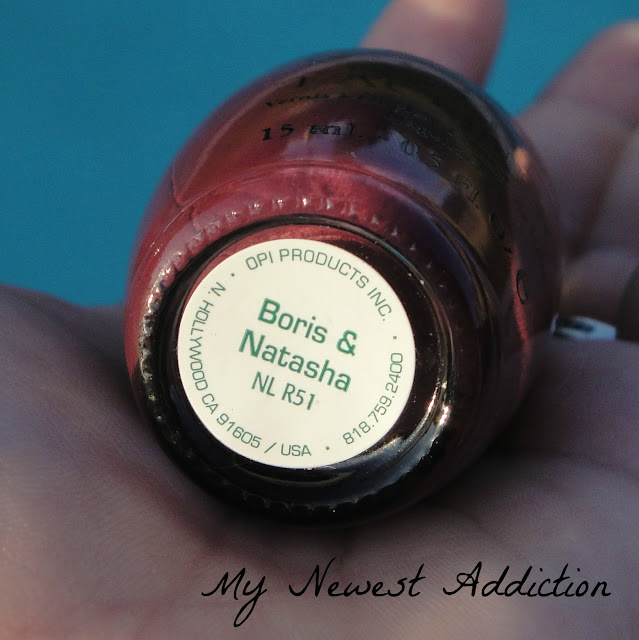 15 ml.
OPI PRODUCTS INC.
N. HOLLYWOOD CA 91605 / USA
818.759.2400
Boris &
Natasha
NL R51
My Newest Addiction